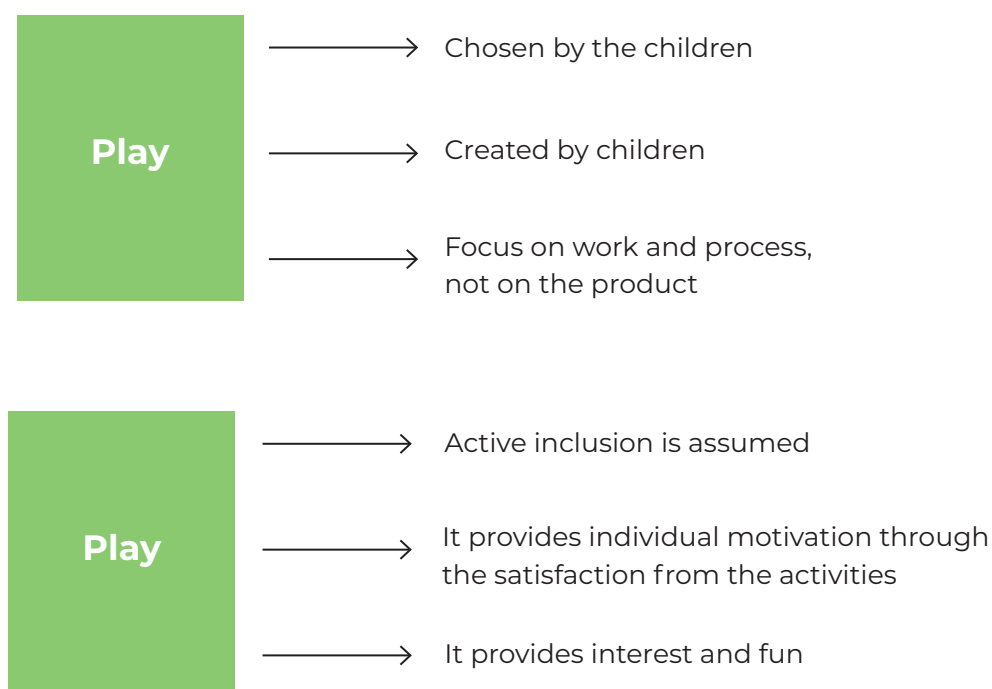 Play
Chosen by the children
Created by children
Focus on work and process,
not on the product
Play
Active inclusion is assumed
It provides individual motivation through
the satisfaction from the activities
It provides interest and fun